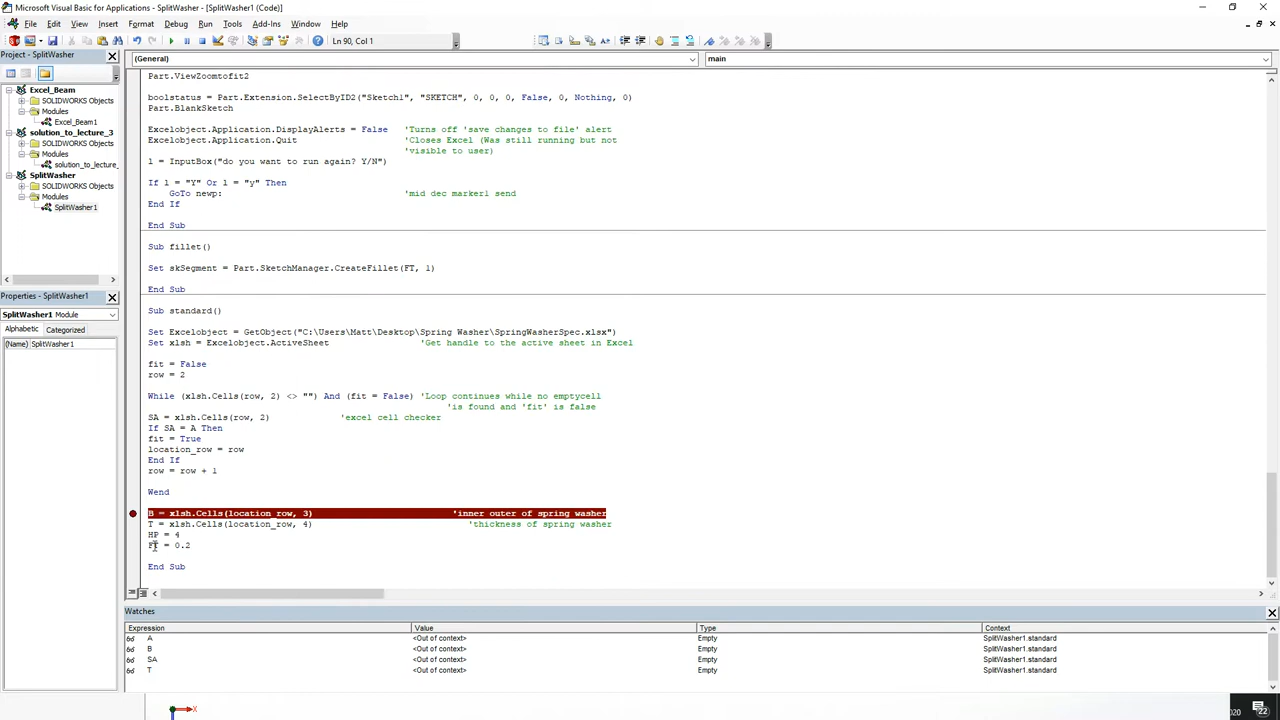 Microsoft Visual Basic for Applications - SplitWasher - [SplitWasher1 (Code)]
File Edit View Insert Format Debug Run Tools Add-Ins Window Help
Ln 90, Col 1
Project - SplitWasher
Excel_Beam
SOLIDWORKS Objects
Modules
Excel_Beam1
solution_to_lecture_3
SOLIDWORKS Objects
Modules
solution_to_lecture_
SplitWasher
SOLIDWORKS Objects
Modules
SplitWasher1
Properties - SplitWasher1
SplitWasher1 Module
Alphabetic Categorized
(Name) SplitWasher1
(General) main
Part.ViewZoomtofit2
boolstatus = Part.Extension.SelectByID2("Sketch1", "SKETCH", 0, 0, 0, False, 0, Nothing, 0)
Part.BlankSketch
Excelobject.Application.DisplayAlerts = False 'Turns off 'save changes to file' alert
Excelobject.Application.Quit 'Closes Excel (Was still running but not
'visible to user)
l = InputBox("do you want to run again? Y/N")
If l = "Y" Or l = "y" Then
GoTo newp: 'mid dec marker1 send
End If
End Sub
Sub fillet()
Set skSegment = Part.SketchManager.CreateFillet(FT, 1)
End Sub
Sub standard()
Set Excelobject = GetObject("C:\Users\Matt\Desktop\Spring Washer\SpringWasherSpec.xlsx")
Set xlsh = Excelobject.ActiveSheet 'Get handle to the active sheet in Excel
fit = False
row = 2
While (xlsh.Cells(row, 2) <> "") And (fit = False) 'Loop continues while no emptycell
'is found and 'fit' is false
SA = xlsh.Cells(row, 2) 'excel cell checker
If SA = A Then
fit = True
location_row = row
End If
row = row + 1
Wend
B = xlsh.Cells(location_row, 3) 'inner outer of spring washer
T = xlsh.Cells(location_row, 4) 'thickness of spring washer
HP = 4
FT = 0.2
End Sub
Watches
Expression Value Type Context
A <Out of context> Empty SplitWasher1.standard
B <Out of context> Empty SplitWasher1.standard
SA <Out of context> Empty SplitWasher1.standard
T <Out of context> Empty SplitWasher1.standard
X
020
22